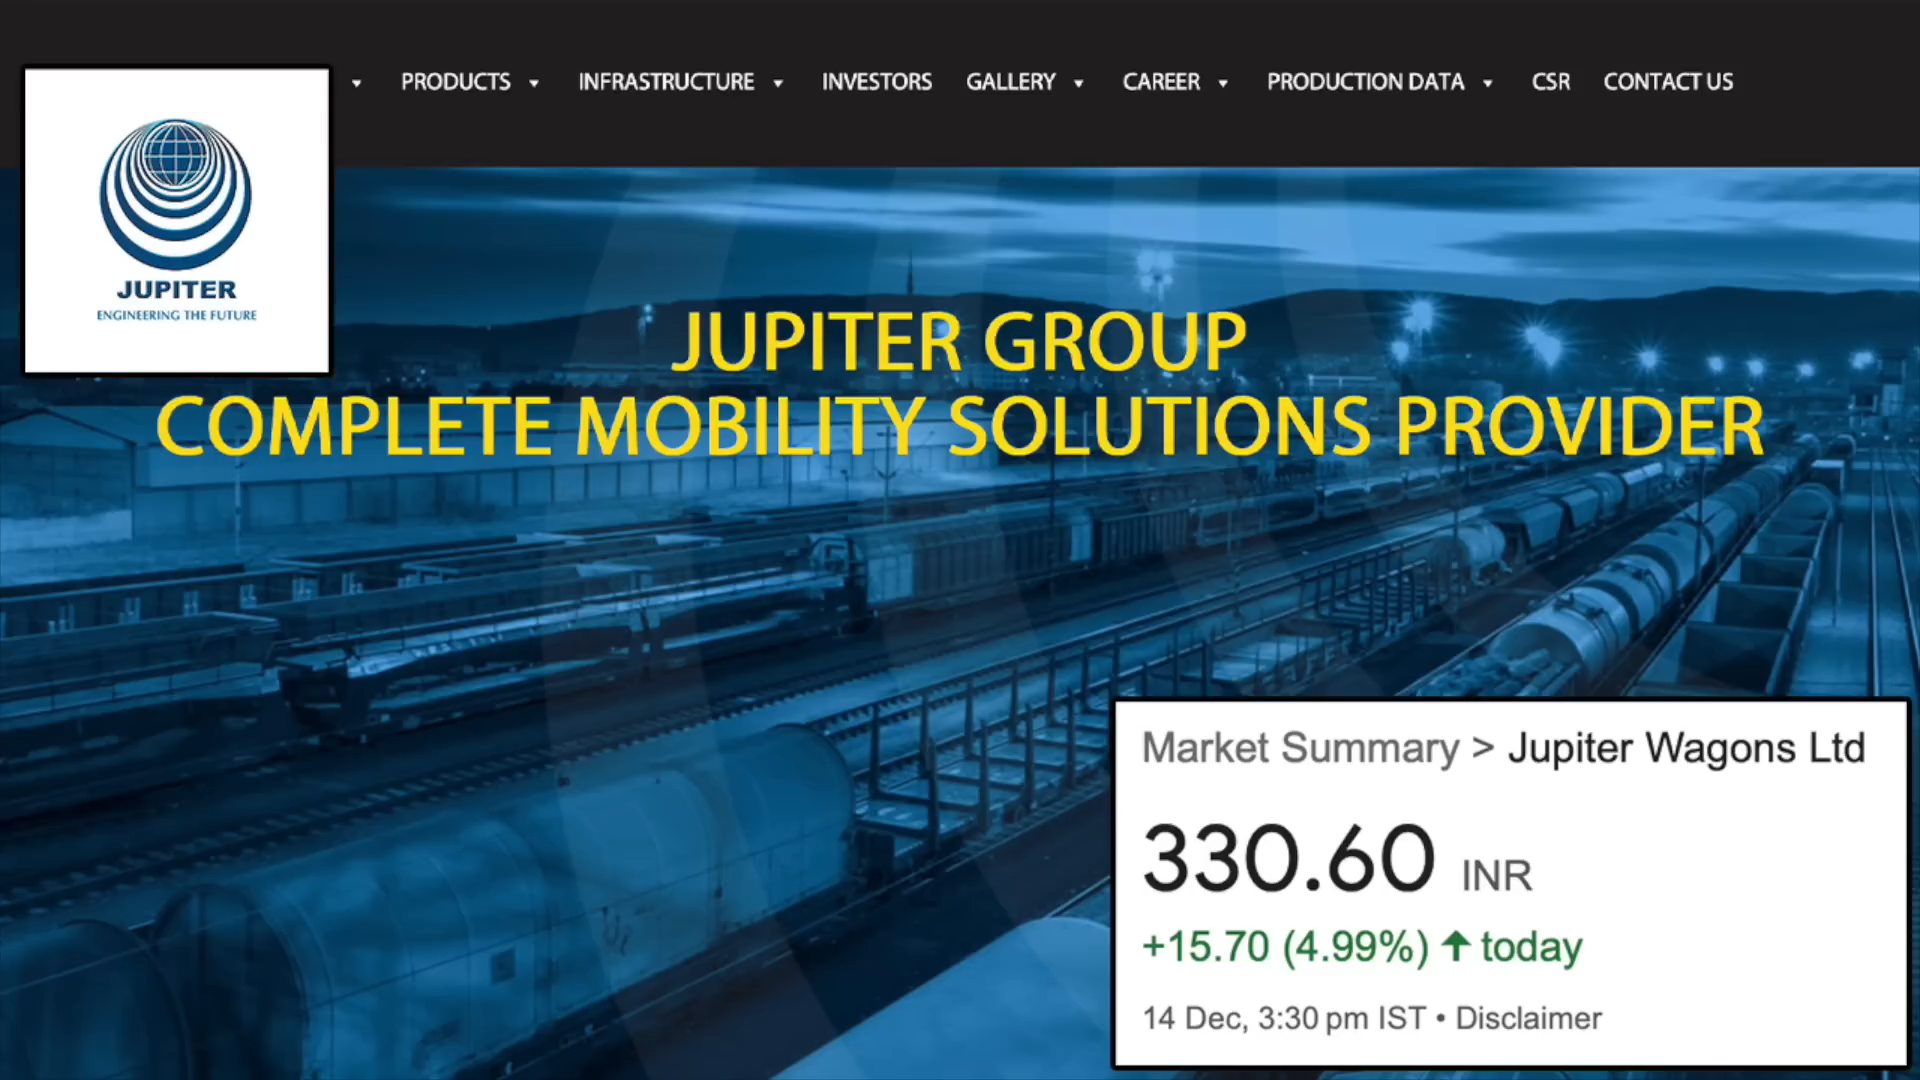 PRODUCTS INFRASTRUCTURE INVESTORS GALLERY CAREER PRODUCTION DATA CSR CONTACT US
JUPITER
ENGINEERING THE FUTURE
JUPITER GROUP
COMPLETE MOBILITY SOLUTIONS PROVIDER
Market Summary > Jupiter Wagons Ltd
330.60 INR
+15.70 (4.99%) ↑ today
14 Dec, 3:30 pm IST • Disclaimer